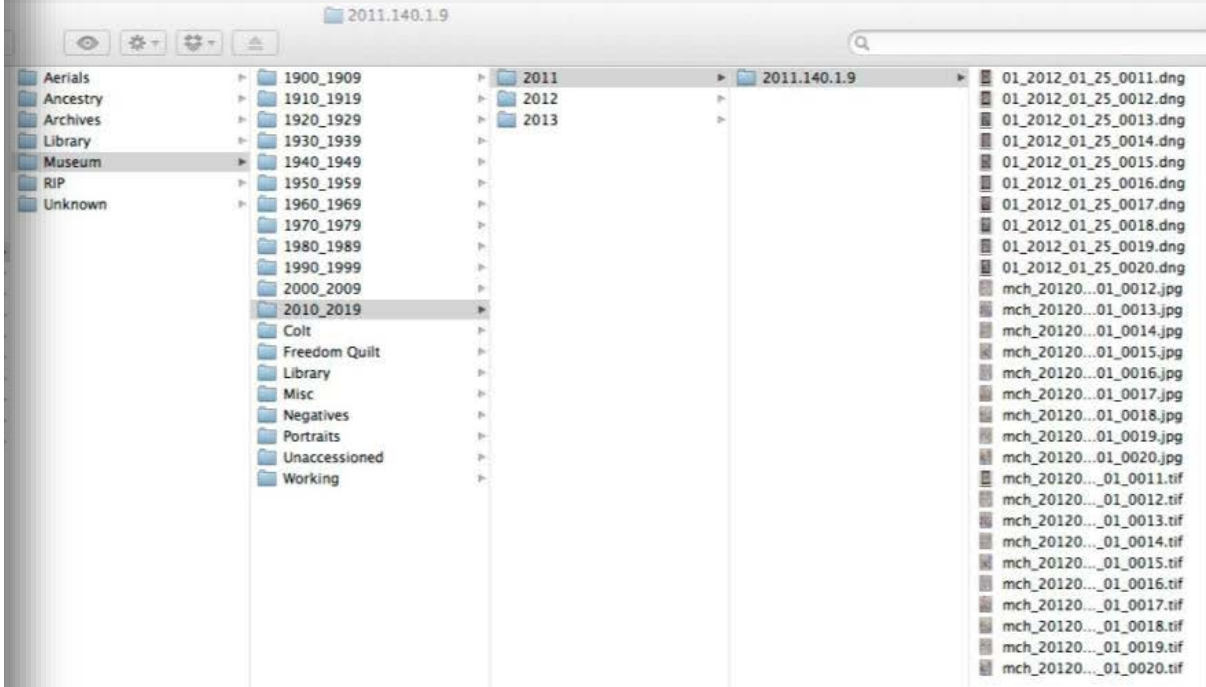 2011.140.1.9
Aerials
Ancestry
Archives
Library
Museum
RIP
Unknown
1900_1909
1910_1919
1920_1929
1930_1939
1940_1949
1950_1959
1960_1969
1970_1979
1980_1989
1990_1999
2000_2009
2010_2019
Colt
Freedom Quilt
Library
Misc
Negatives
Portraits
Unaccessioned
Working
2011
2012
2013
2011.140.1.9
01_2012_01_25_0011.dng
01_2012_01_25_0012.dng
01_2012_01_25_0013.dng
01_2012_01_25_0014.dng
01_2012_01_25_0015.dng
01_2012_01_25_0016.dng
01_2012_01_25_0017.dng
01_2012_01_25_0018.dng
01_2012_01_25_0019.dng
01_2012_01_25_0020.dng
mch_20120...01_0012.jpg
mch_20120...01_0013.jpg
mch_20120...01_0014.jpg
mch_20120...01_0015.jpg
mch_20120...01_0016.jpg
mch_20120...01_0017.jpg
mch_20120...01_0018.jpg
mch_20120...01_0019.jpg
mch_20120...01_0020.jpg
mch_20120..._01_0011.tif
mch_20120..._01_0012.tif
mch_20120..._01_0013.tif
mch_20120..._01_0014.tif
mch_20120..._01_0015.tif
mch_20120..._01_0016.tif
mch_20120..._01_0017.tif
mch_20120..._01_0018.tif
mch_20120..._01_0019.tif
mch_20120..._01_0020.tif